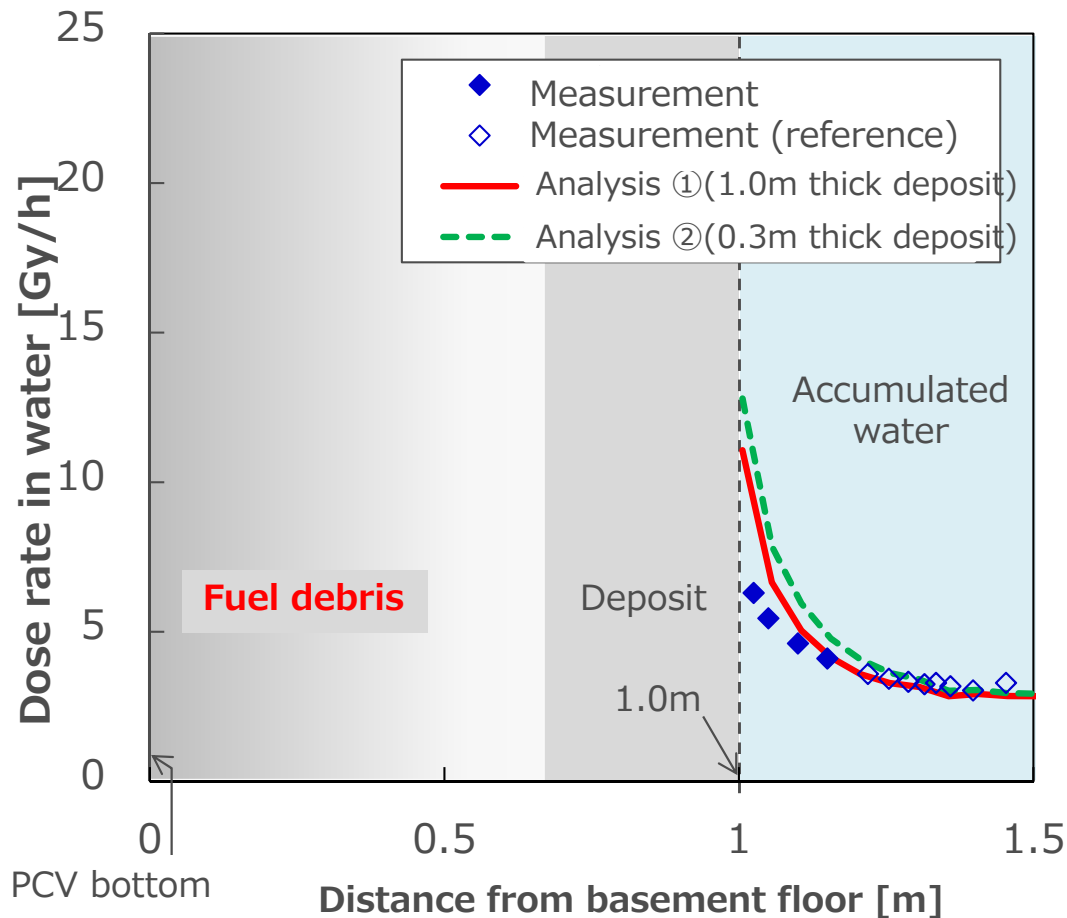 25
20
15
10
5
0
Dose rate in water [Gy/h]
Measurement
Measurement (reference)
Analysis ①(1.0m thick deposit)
Analysis ②(0.3m thick deposit)
Accumulated
water
Fuel debris
Deposit
1.0m
0
0.5
1
1.5
PCV bottom
Distance from basement floor [m]